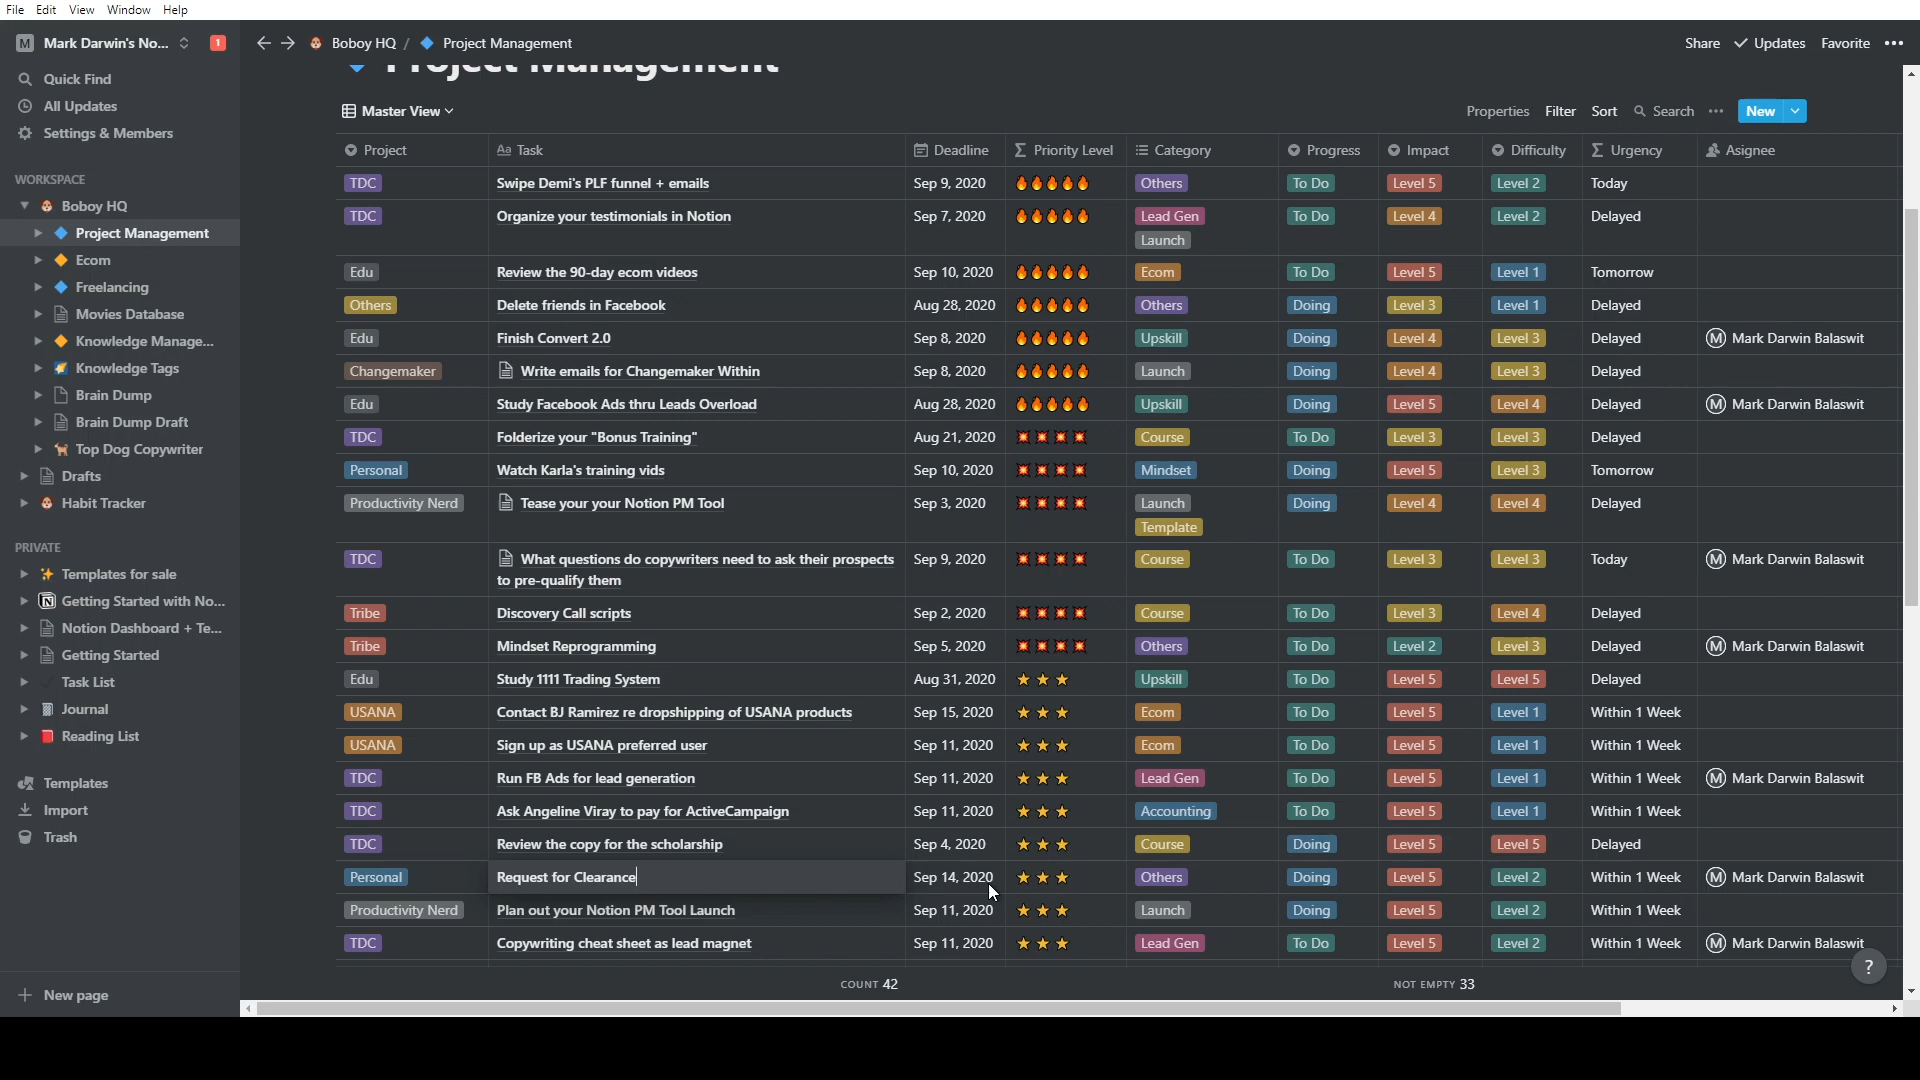 File Edit View Window Help
M Mark Darwin's No... 1
Boboy HQ / Project Management
Share Updates Favorite
Quick Find
All Updates
Settings & Members
WORKSPACE
Boboy HQ
Project Management
Ecom
Freelancing
Movies Database
Knowledge Manage...
Knowledge Tags
Brain Dump
Brain Dump Draft
Top Dog Copywriter
Drafts
Habit Tracker
PRIVATE
Templates for sale
Getting Started with No...
Notion Dashboard + Te...
Getting Started
Task List
Journal
Reading List
Templates
Import
Trash
New page
Project Management
Master View
Properties Filter Sort Search New
Project Aa Task Deadline Σ Priority Level Category Progress Impact Difficulty Σ Urgency Asignee
TDC Swipe Demi's PLF funnel + emails Sep 9, 2020 Others To Do Level 5 Level 2 Today
TDC Organize your testimonials in Notion Sep 7, 2020 Lead Gen To Do Level 4 Level 2 Delayed
Launch
Edu Review the 90-day ecom videos Sep 10, 2020 Ecom To Do Level 5 Level 1 Tomorrow
Others Delete friends in Facebook Aug 28, 2020 Others Doing Level 3 Level 1 Delayed
Edu Finish Convert 2.0 Sep 8, 2020 Upskill Doing Level 4 Level 3 Delayed M Mark Darwin Balaswit
Changemaker Write emails for Changemaker Within Sep 8, 2020 Launch Doing Level 4 Level 3 Delayed
Edu Study Facebook Ads thru Leads Overload Aug 28, 2020 Upskill Doing Level 5 Level 4 Delayed M Mark Darwin Balaswit
TDC Folderize your "Bonus Training" Aug 21, 2020 Course To Do Level 3 Level 3 Delayed
Personal Watch Karla's training vids Sep 10, 2020 Mindset Doing Level 5 Level 3 Tomorrow
Productivity Nerd Tease your your Notion PM Tool Sep 3, 2020 Launch Doing Level 4 Level 4 Delayed
Template
TDC What questions do copywriters need to ask their prospects Sep 9, 2020 Course To Do Level 3 Level 3 Today M Mark Darwin Balaswit
to pre-qualify them
Tribe Discovery Call scripts Sep 2, 2020 Course To Do Level 3 Level 4 Delayed
Tribe Mindset Reprogramming Sep 5, 2020 Others To Do Level 2 Level 3 Delayed M Mark Darwin Balaswit
Edu Study 1111 Trading System Aug 31, 2020 Upskill To Do Level 5 Level 5 Delayed
USANA Contact BJ Ramirez re dropshipping of USANA products Sep 15, 2020 Ecom To Do Level 5 Level 1 Within 1 Week
USANA Sign up as USANA preferred user Sep 11, 2020 Ecom To Do Level 5 Level 1 Within 1 Week
TDC Run FB Ads for lead generation Sep 11, 2020 Lead Gen To Do Level 5 Level 1 Within 1 Week M Mark Darwin Balaswit
TDC Ask Angeline Viray to pay for ActiveCampaign Sep 11, 2020 Accounting To Do Level 5 Level 1 Within 1 Week
TDC Review the copy for the scholarship Sep 4, 2020 Course Doing Level 5 Level 5 Delayed
Personal Request for Clearance Sep 14, 2020 Others Doing Level 5 Level 2 Within 1 Week M Mark Darwin Balaswit
Productivity Nerd Plan out your Notion PM Tool Launch Sep 11, 2020 Launch Doing Level 5 Level 2 Within 1 Week
TDC Copywriting cheat sheet as lead magnet Sep 11, 2020 Lead Gen To Do Level 5 Level 2 Within 1 Week M Mark Darwin Balaswit
COUNT 42 NOT EMPTY 33
?